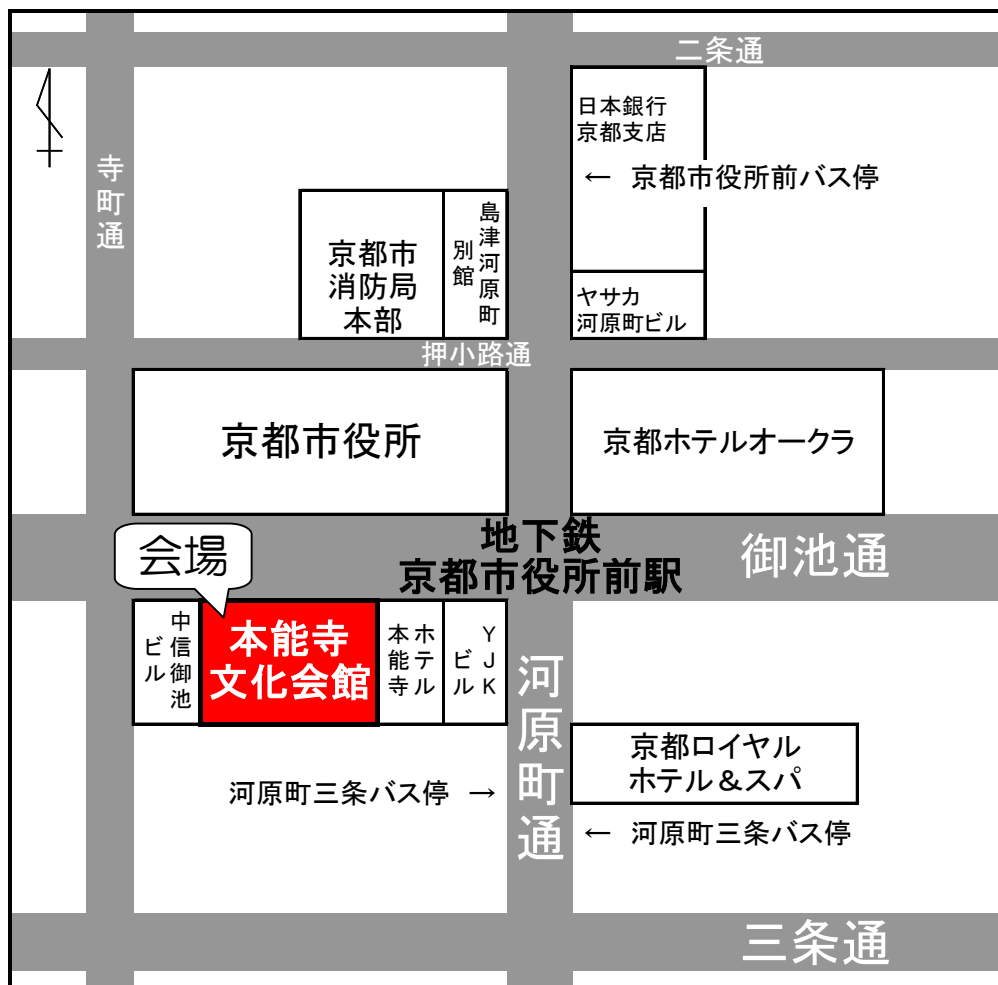 二条通
日本銀行
京都支店
← 京都市役所前バス停
寺町通
京都市
消防局
本部
島津河原町
別館
ヤサカ
河原町ビル
押小路通
京都市役所
京都ホテルオークラ
地下鉄
京都市役所前駅
御池通
会場
中信御池
ビル
本能寺
文化会館
ホテル
本能寺
YJK
ビル
河原町通
京都ロイヤル
ホテル&スパ
河原町三条バス停 →
← 河原町三条バス停
三条通